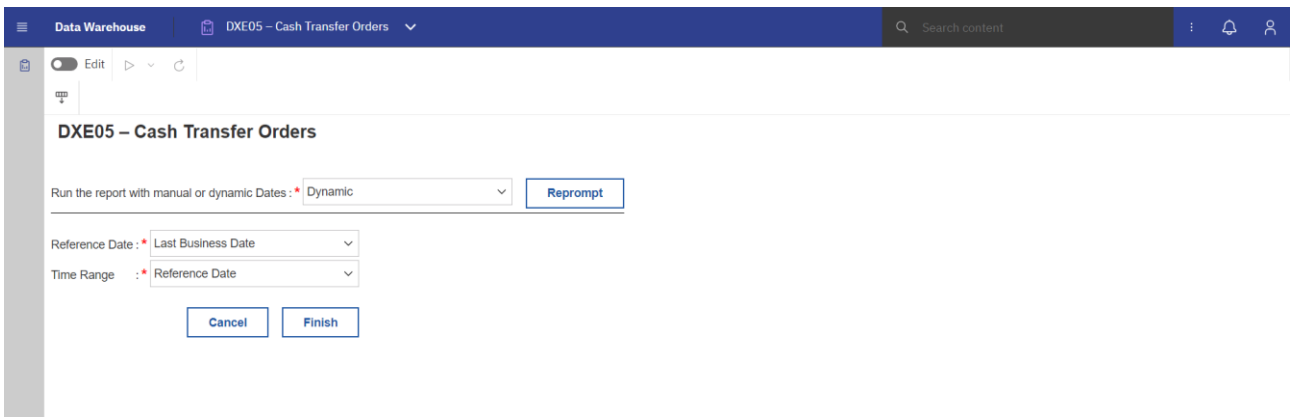 Data Warehouse DXE05 – Cash Transfer Orders Search content
Edit
DXE05 – Cash Transfer Orders
Run the report with manual or dynamic Dates : * Dynamic Reprompt
Reference Date : * Last Business Date
Time Range : * Reference Date
Cancel Finish